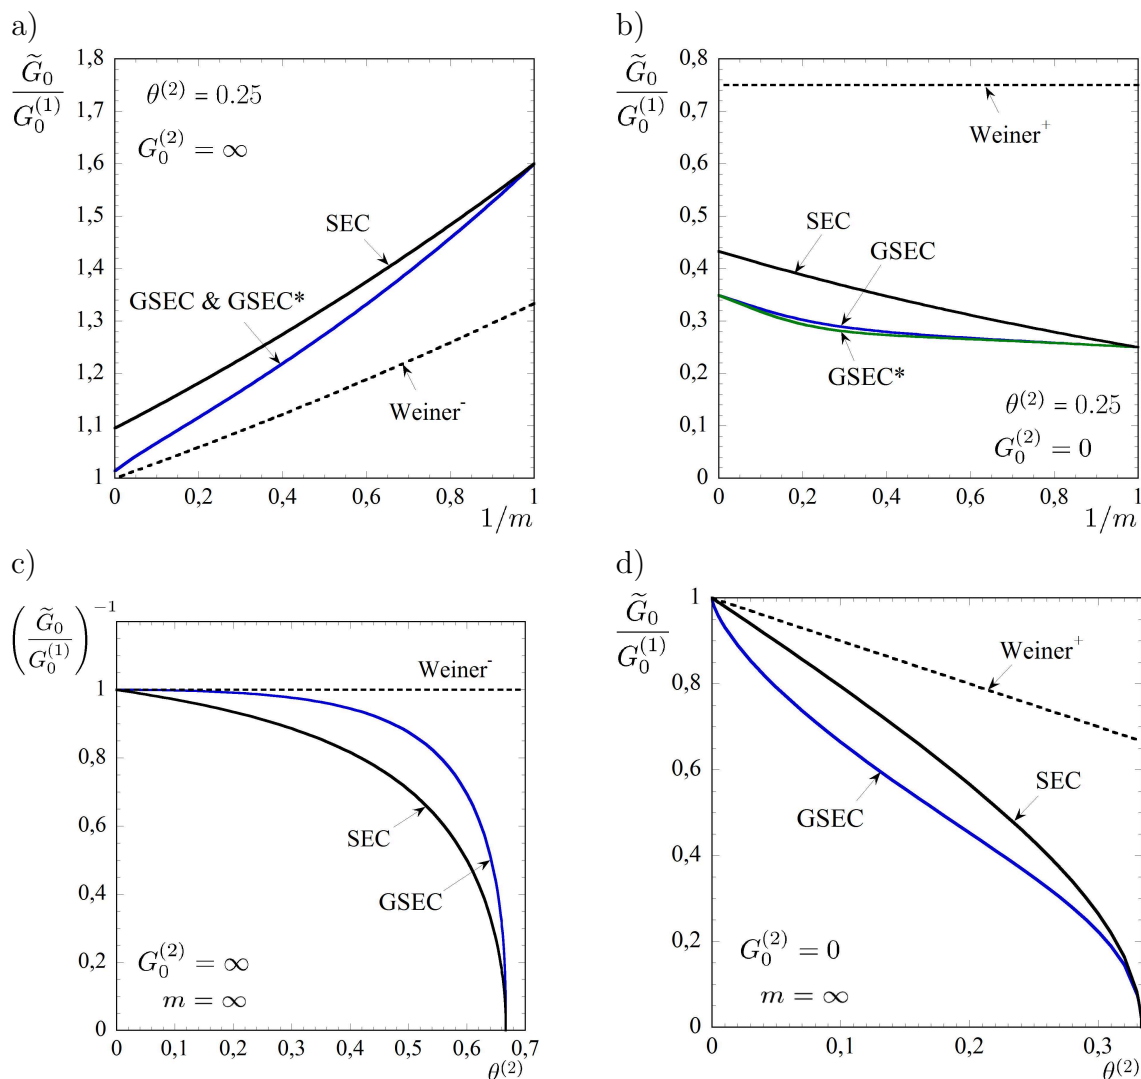 a)
G̃₀ / G₀⁽¹⁾
1,8
1,7
1,6
1,5
1,4
1,3
1,2
1,1
1
θ⁽²⁾ = 0.25
G₀⁽²⁾ = ∞
SEC
GSEC & GSEC*
Weiner⁻
0 0,2 0,4 0,6 0,8 1
1/m
b)
G̃₀ / G₀⁽¹⁾
0,8
0,7
0,6
0,5
0,4
0,3
0,2
0,1
0
Weiner⁺
SEC
GSEC
GSEC*
θ⁽²⁾ = 0.25
G₀⁽²⁾ = 0
0 0,2 0,4 0,6 0,8 1
1/m
c)
(G̃₀ / G₀⁽¹⁾)⁻¹
1
0,8
0,6
0,4
0,2
0
Weiner⁻
SEC
GSEC
G₀⁽²⁾ = ∞
m = ∞
0 0,1 0,2 0,3 0,4 0,5 0,6 0,7
θ⁽²⁾
d)
G̃₀ / G₀⁽¹⁾
1
0,8
0,6
0,4
0,2
0
Weiner⁺
SEC
GSEC
G₀⁽²⁾ = 0
m = ∞
0 0,1 0,2 0,3
θ⁽²⁾